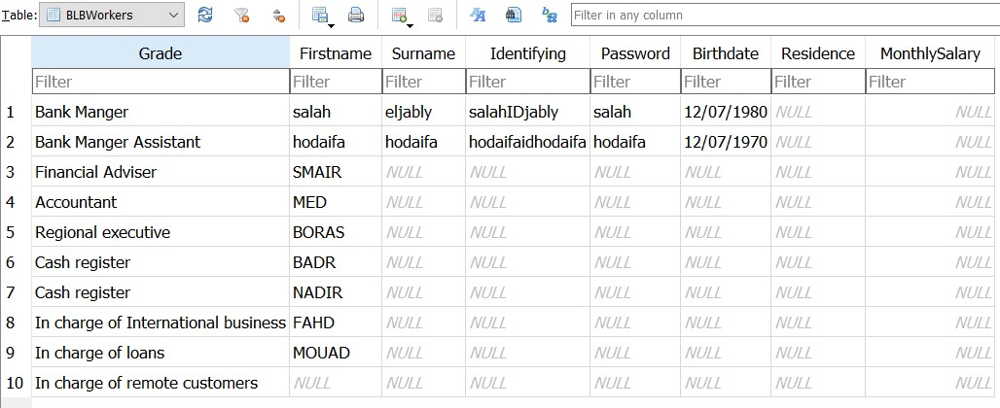 Table: BLBWorkers Filter in any column
Grade Firstname Surname Identifying Password Birthdate Residence MonthlySalary
Filter Filter Filter Filter Filter Filter Filter Filter
1 Bank Manger salah eljably salahIDjably salah 12/07/1980 NULL NULL
2 Bank Manger Assistant hodaifa hodaifa hodaifaidhodaifa hodaifa 12/07/1970 NULL NULL
3 Financial Adviser SMAIR NULL NULL NULL NULL NULL NULL
4 Accountant MED NULL NULL NULL NULL NULL NULL
5 Regional executive BORAS NULL NULL NULL NULL NULL NULL
6 Cash register BADR NULL NULL NULL NULL NULL NULL
7 Cash register NADIR NULL NULL NULL NULL NULL NULL
8 In charge of International business FAHD NULL NULL NULL NULL NULL NULL
9 In charge of loans MOUAD NULL NULL NULL NULL NULL NULL
10 In charge of remote customers NULL NULL NULL NULL NULL NULL NULL